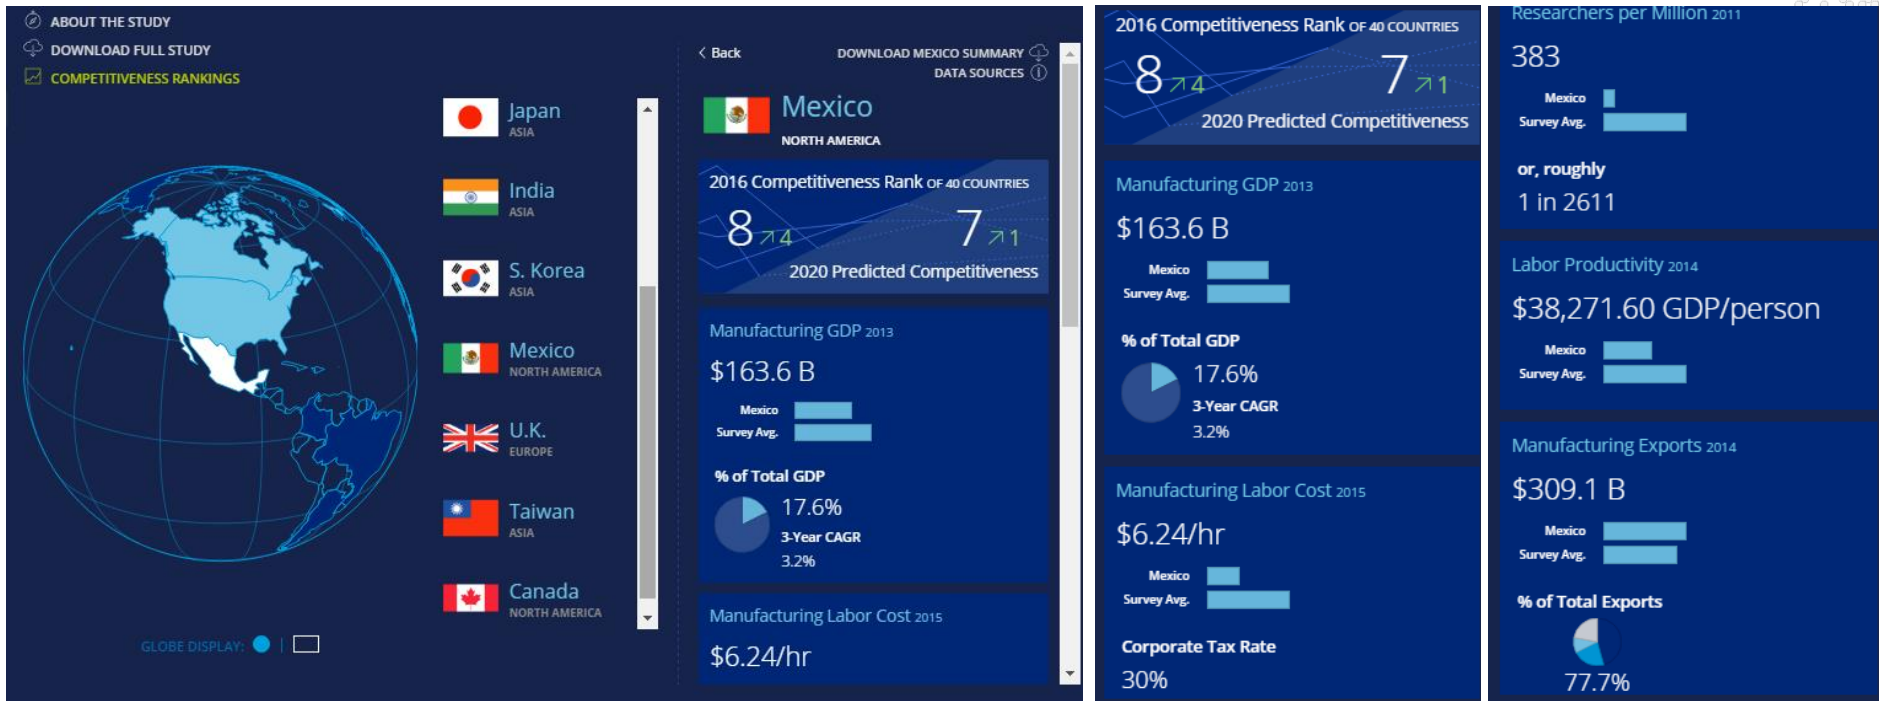 ABOUT THE STUDY
DOWNLOAD FULL STUDY
COMPETITIVENESS RANKINGS
Japan
ASIA
India
ASIA
S. Korea
ASIA
Mexico
NORTH AMERICA
U.K.
EUROPE
Taiwan
ASIA
Canada
NORTH AMERICA
GLOBE DISPLAY:
< Back
DOWNLOAD MEXICO SUMMARY
DATA SOURCES
Mexico
NORTH AMERICA
2016 Competitiveness Rank OF 40 COUNTRIES
8 ↗4 7 ↗1
2020 Predicted Competitiveness
Manufacturing GDP 2013
$163.6 B
Mexico
Survey Avg.
% of Total GDP
17.6%
3-Year CAGR
3.2%
Manufacturing Labor Cost 2015
$6.24/hr
2016 Competitiveness Rank OF 40 COUNTRIES
8 ↗4 7 ↗1
2020 Predicted Competitiveness
Manufacturing GDP 2013
$163.6 B
Mexico
Survey Avg.
% of Total GDP
17.6%
3-Year CAGR
3.2%
Manufacturing Labor Cost 2015
$6.24/hr
Mexico
Survey Avg.
Corporate Tax Rate
30%
Researchers per Million 2011
383
Mexico
Survey Avg.
or, roughly
1 in 2611
Labor Productivity 2014
$38,271.60 GDP/person
Mexico
Survey Avg.
Manufacturing Exports 2014
$309.1 B
Mexico
Survey Avg.
% of Total Exports
77.7%